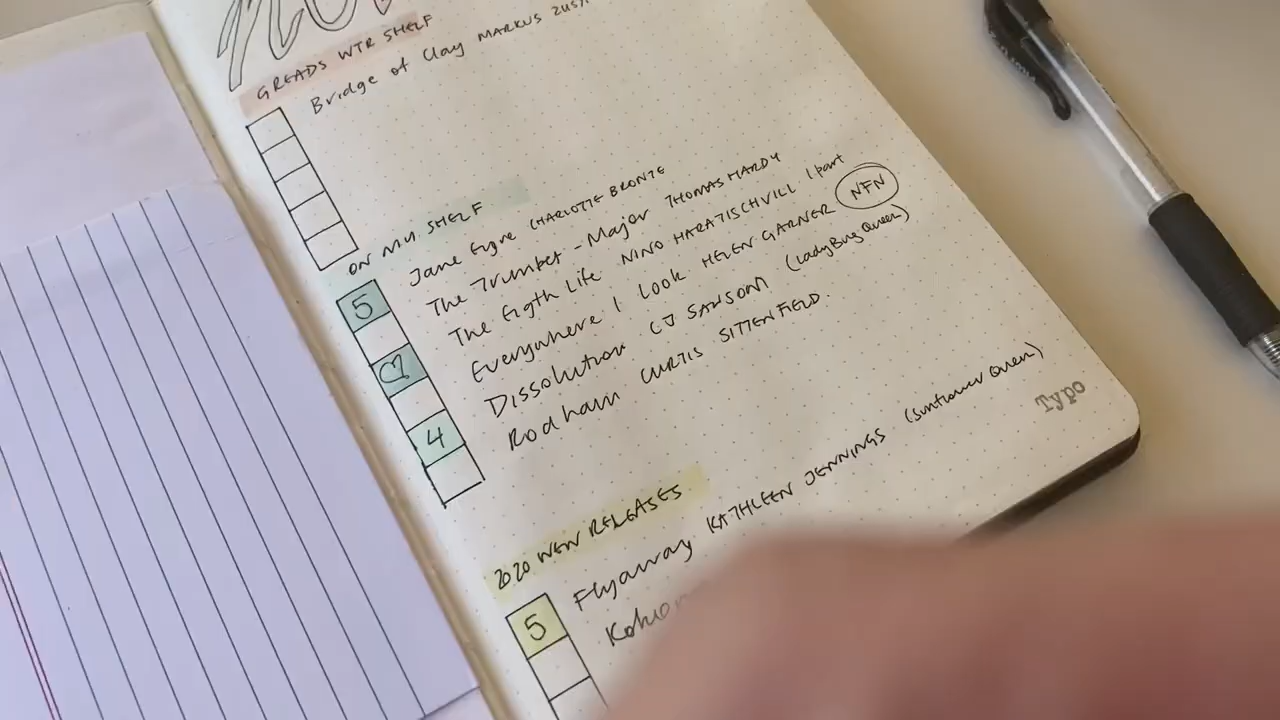 GREADS WTR SHELF
Bridge of Clay MARKUS
ON MY SHELF
5
Jane Eyre CHARLOTTE BRONTE
The Trumpet-Major THOMAS HARDY
The Eigth Life NINO HARATISCHVILI 1 part
Everywhere I Look HELEN GARNER NFN
4
Dissolution CJ SANSOM (LadyBug Queen)
Rodham CURTIS SITTENFIELD.
2020 NEW RELEASES
5
Flyaway KATHLEEN JENNINGS (Sunflower Queen)
Typo